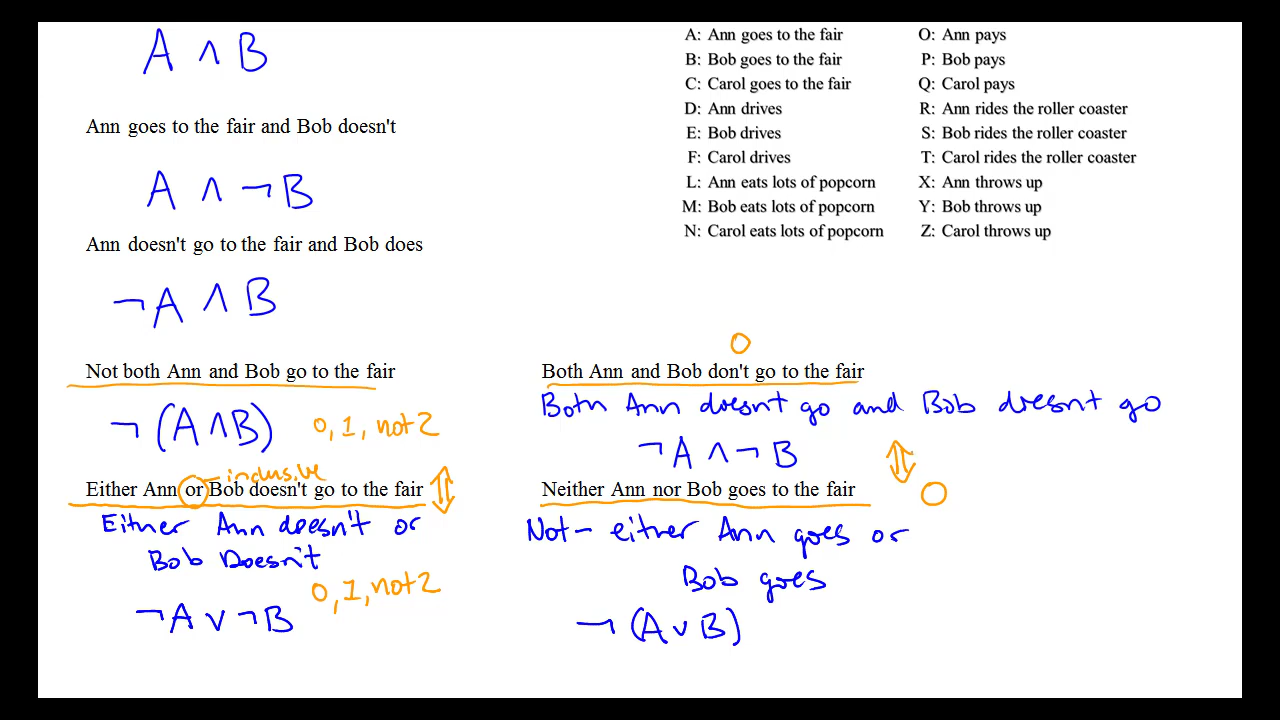 A ∧ B
Ann goes to the fair and Bob doesn't
A ∧ ¬B
Ann doesn't go to the fair and Bob does
¬A ∧ B
A: Ann goes to the fair
B: Bob goes to the fair
C: Carol goes to the fair
D: Ann drives
E: Bob drives
F: Carol drives
L: Ann eats lots of popcorn
M: Bob eats lots of popcorn
N: Carol eats lots of popcorn
O: Ann pays
P: Bob pays
Q: Carol pays
R: Ann rides the roller coaster
S: Bob rides the roller coaster
T: Carol rides the roller coaster
X: Ann throws up
Y: Bob throws up
Z: Carol throws up
Not both Ann and Bob go to the fair
¬(A∧B) 0, 1, not 2
inclusive
Either Ann or Bob doesn't go to the fair
Either Ann doesn't or
Bob Doesn't
0, 1, not 2
¬A ∨ ¬B
0
Both Ann and Bob don't go to the fair
Both Ann doesn't go and Bob doesn't go
¬A ∧ ¬B
Neither Ann nor Bob goes to the fair 0
Not- either Ann goes or
Bob goes
¬(A ∨ B)